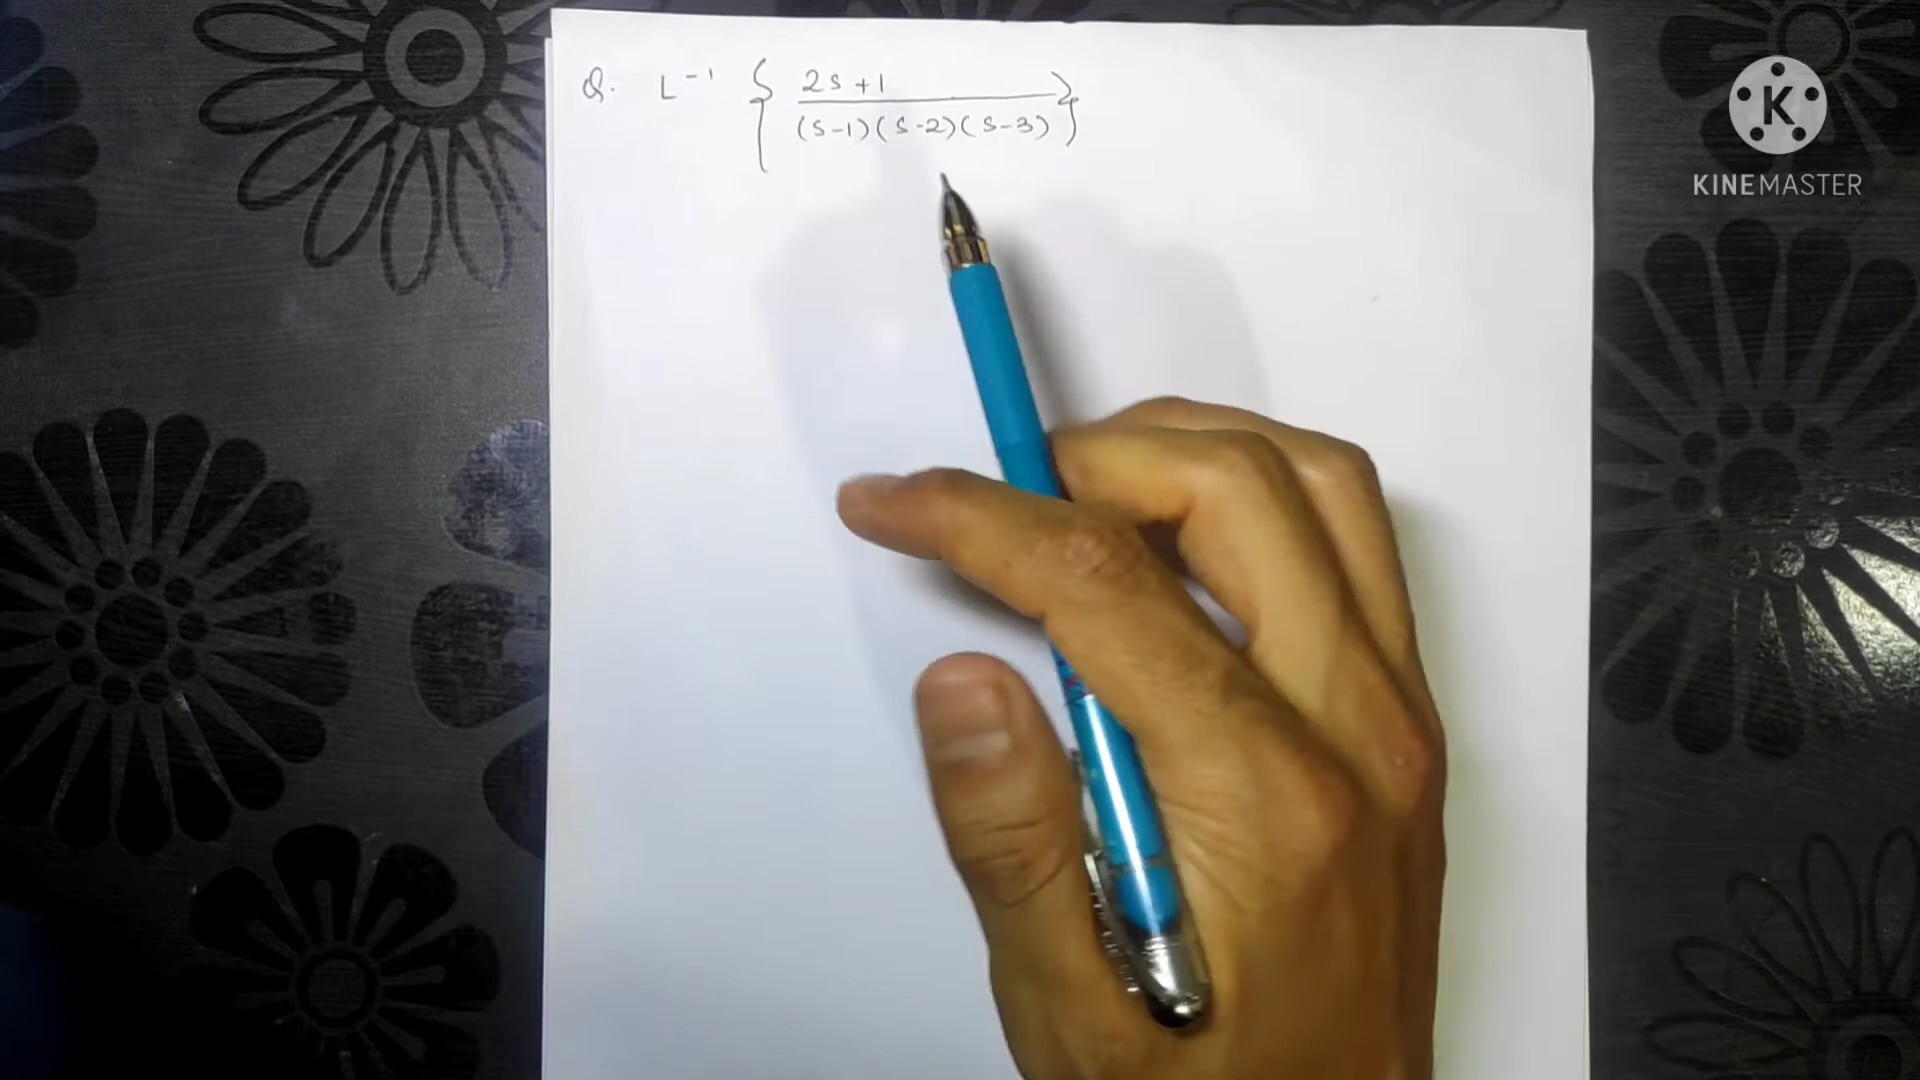 Q. L⁻¹ { 2s+1
(s-1)(s-2)(s-3) }
K
KINEMASTER